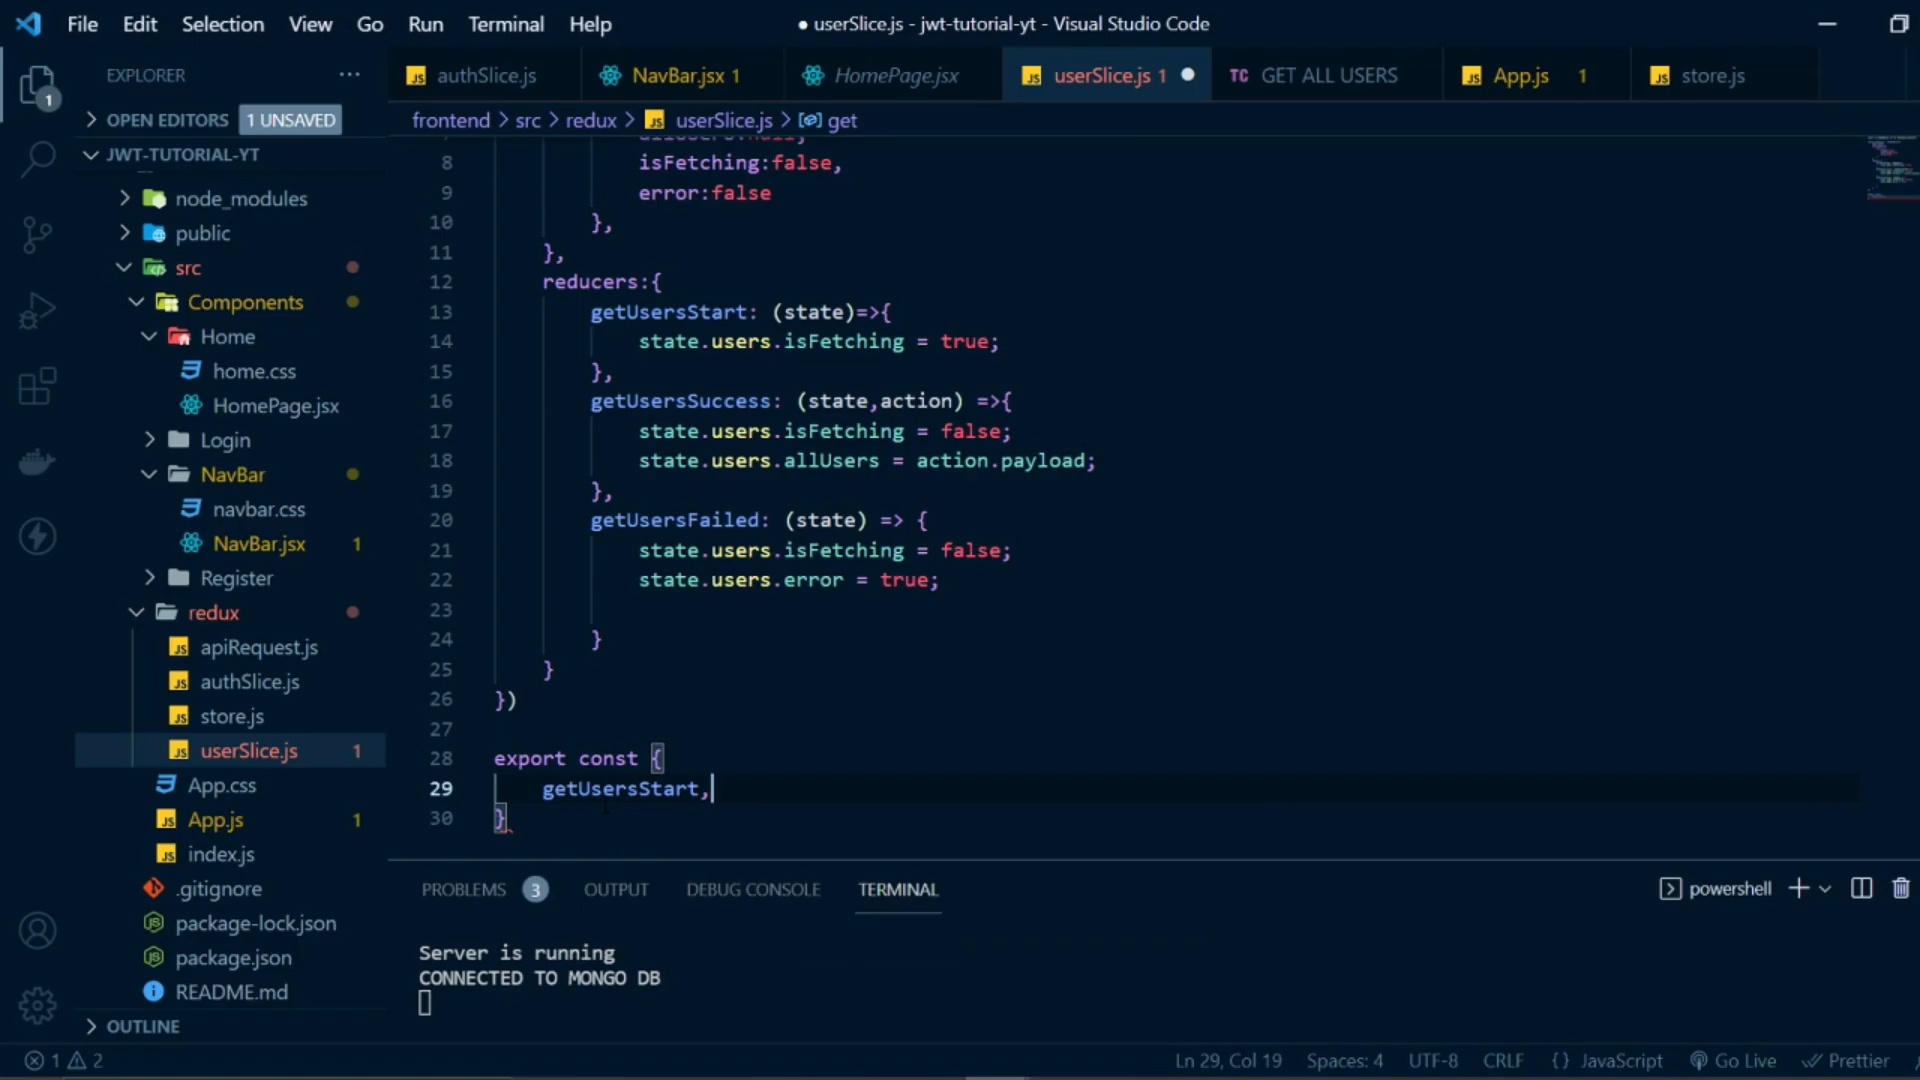 File Edit Selection View Go Run Terminal Help
● userSlice.js - jwt-tutorial-yt - Visual Studio Code
EXPLORER ···
OPEN EDITORS 1 UNSAVED
JWT-TUTORIAL-YT
node_modules
public
src
Components
Home
home.css
HomePage.jsx
Login
NavBar
navbar.css
NavBar.jsx 1
Register
redux
apiRequest.js
authSlice.js
store.js
userSlice.js 1
App.css
App.js 1
index.js
.gitignore
package-lock.json
package.json
README.md
OUTLINE
1
JS authSlice.js
NavBar.jsx 1
HomePage.jsx
JS userSlice.js 1 ●
TC GET ALL USERS
JS App.js 1
JS store.js
frontend > src > redux > JS userSlice.js > get
8 isFetching:false,
9 error:false
10 },
11 },
12 reducers:{
13 getUsersStart: (state)=>{
14 state.users.isFetching = true;
15 },
16 getUsersSuccess: (state,action) =>{
17 state.users.isFetching = false;
18 state.users.allUsers = action.payload;
19 },
20 getUsersFailed: (state) => {
21 state.users.isFetching = false;
22 state.users.error = true;
23
24 }
25 }
26 })
27
28 export const {
29 getUsersStart,
30 }
PROBLEMS 3 OUTPUT DEBUG CONSOLE TERMINAL
powershell
Server is running
CONNECTED TO MONGO DB
1 2
Ln 29, Col 19 Spaces: 4 UTF-8 CRLF {} JavaScript Go Live Prettier